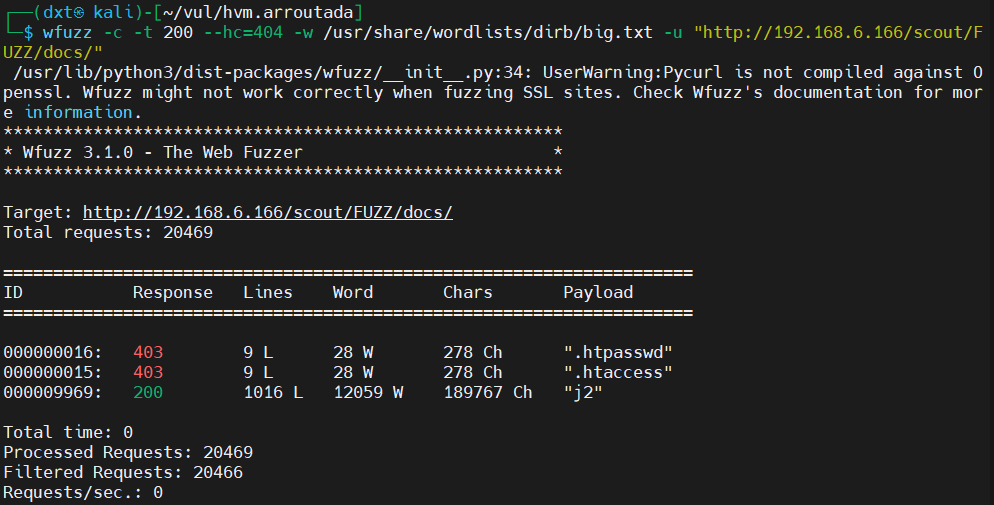 ┌──(dxt㉿ kali)-[~/vul/hvm.arroutada]
└─$ wfuzz -c -t 200 --hc=404 -w /usr/share/wordlists/dirb/big.txt -u "http://192.168.6.166/scout/F
UZZ/docs/"
 /usr/lib/python3/dist-packages/wfuzz/__init__.py:34: UserWarning:Pycurl is not compiled against O
penssl. Wfuzz might not work correctly when fuzzing SSL sites. Check Wfuzz's documentation for mor
e information.
********************************************************
* Wfuzz 3.1.0 - The Web Fuzzer                         *
********************************************************
Target: http://192.168.6.166/scout/FUZZ/docs/
Total requests: 20469
=====================================================================
ID           Response   Lines    Word       Chars       Payload
=====================================================================
000000016:   403        9 L      28 W       278 Ch      ".htpasswd"
000000015:   403        9 L      28 W       278 Ch      ".htaccess"
000009969:   200        1016 L   12059 W    189767 Ch   "j2"
Total time: 0
Processed Requests: 20469
Filtered Requests: 20466
Requests/sec.: 0